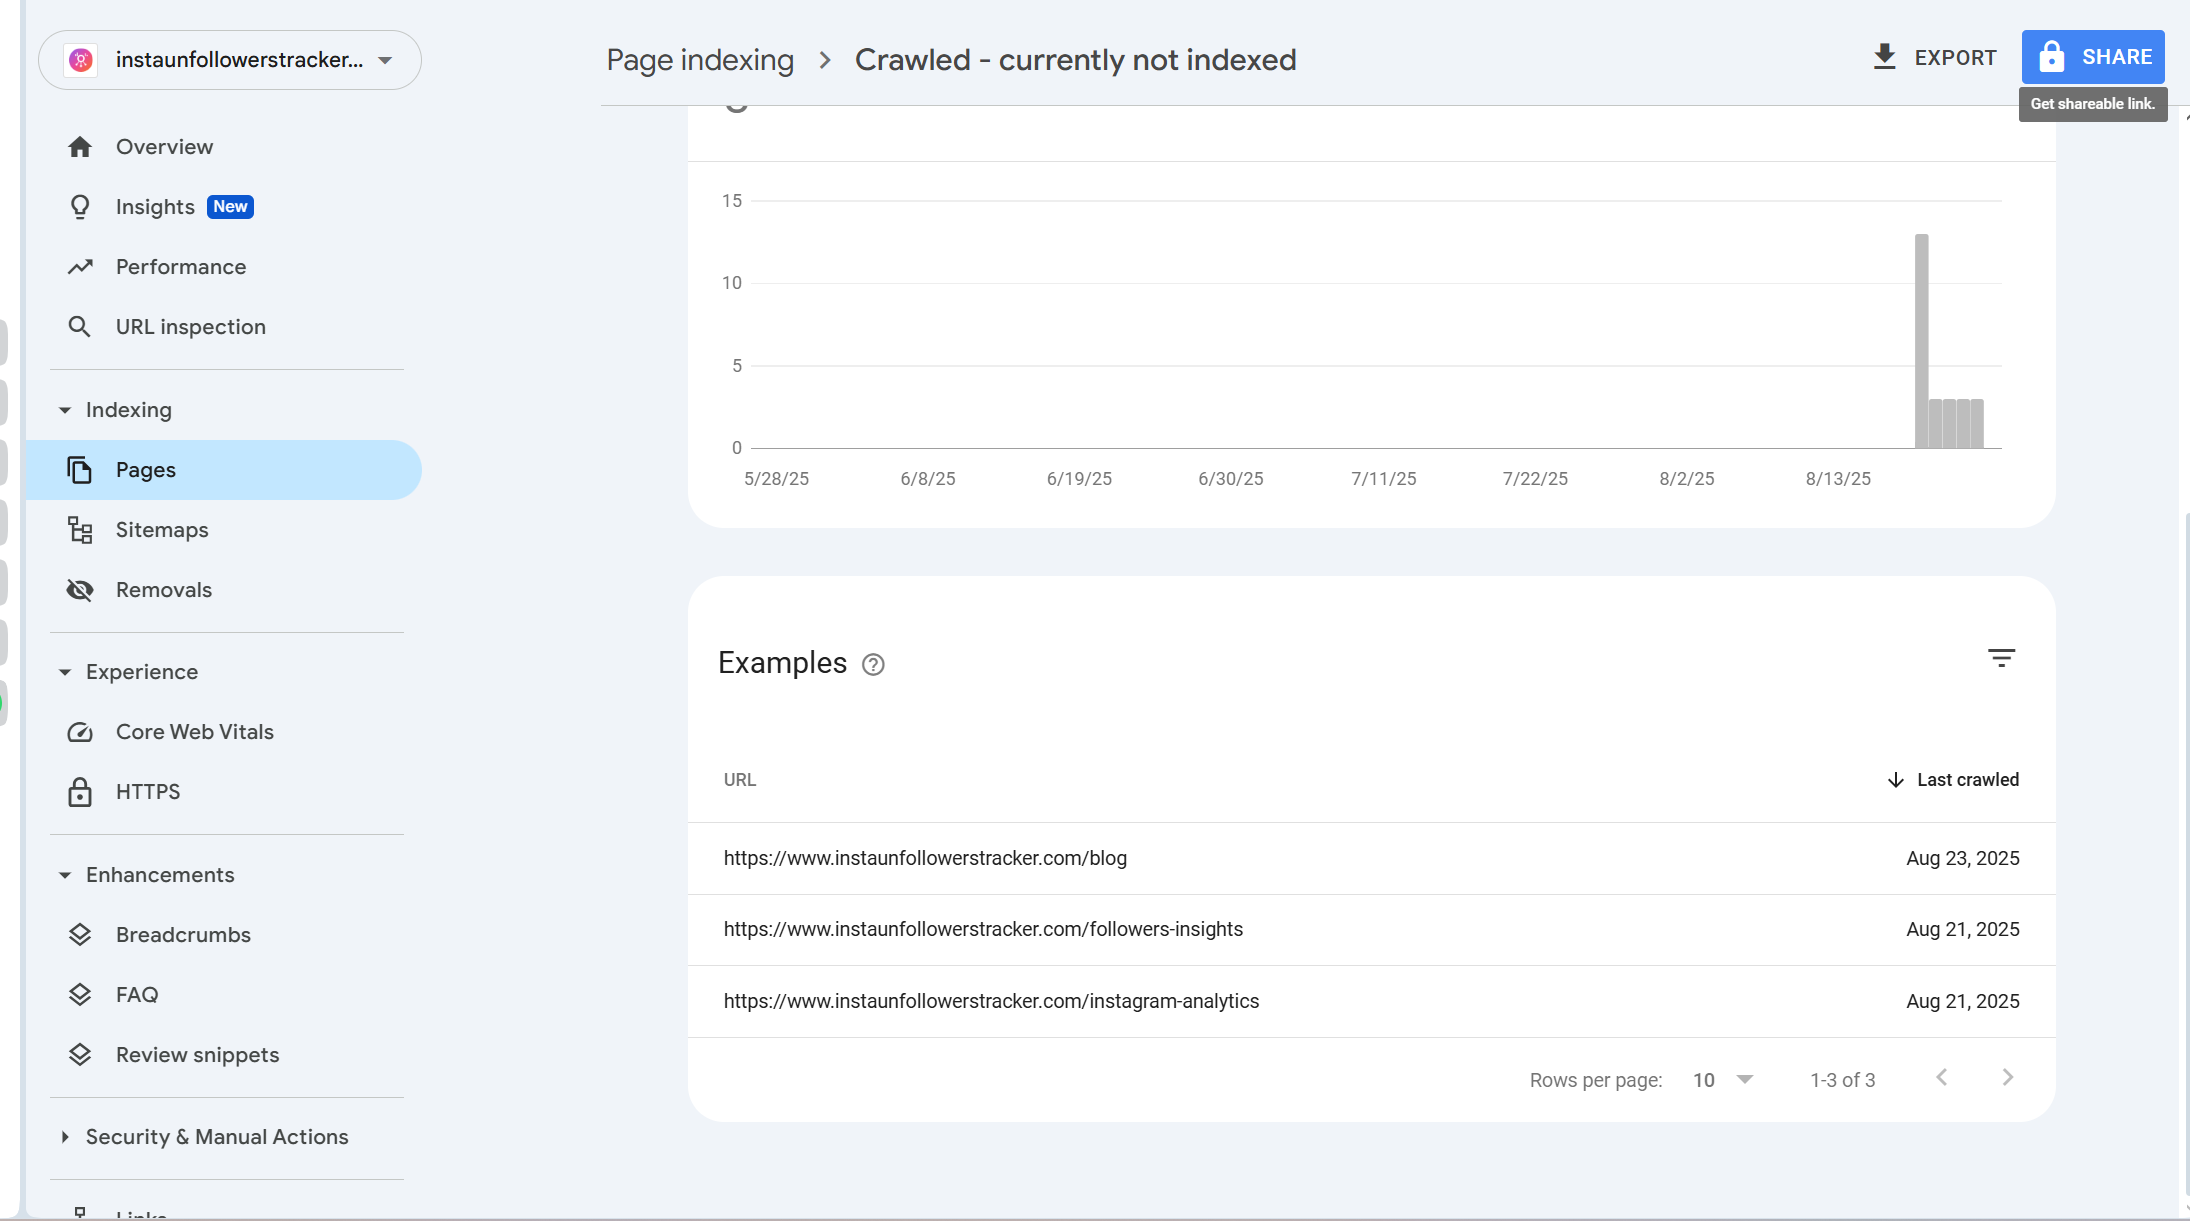 instaunfollowerstracker...
Overview
Insights New
Performance
URL inspection
Indexing
Pages
Sitemaps
Removals
Experience
Core Web Vitals
HTTPS
Enhancements
Breadcrumbs
FAQ
Review snippets
Security & Manual Actions
Links
Page indexing > Crawled - currently not indexed
EXPORT
SHARE
Get shareable link.
15
10
5
0
5/28/25 6/8/25 6/19/25 6/30/25 7/11/25 7/22/25 8/2/25 8/13/25
Examples
URL Last crawled
https://www.instaunfollowerstracker.com/blog Aug 23, 2025
https://www.instaunfollowerstracker.com/followers-insights Aug 21, 2025
https://www.instaunfollowerstracker.com/instagram-analytics Aug 21, 2025
Rows per page: 10 1-3 of 3